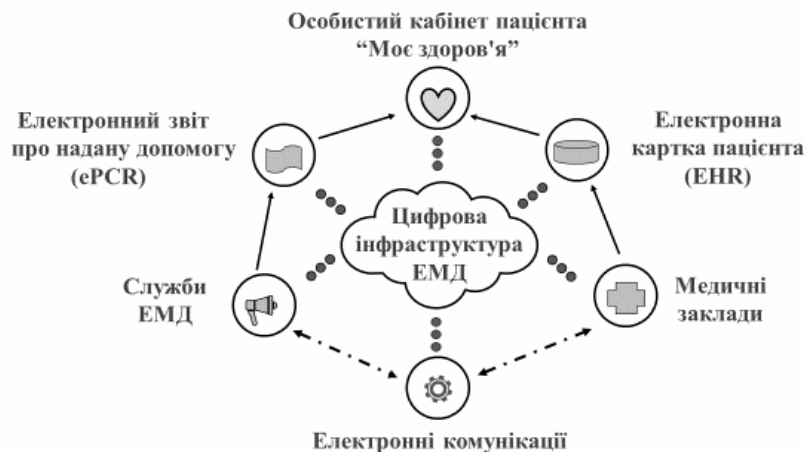 Особистий кабінет пацієнта
“Моє здоров'я”
Електронний звіт
про надану допомогу
(ePCR)
Електронна
картка пацієнта
(EHR)
Цифрова
інфраструктура
ЕМД
Служби
ЕМД
Медичні
заклади
Електронні комунікації